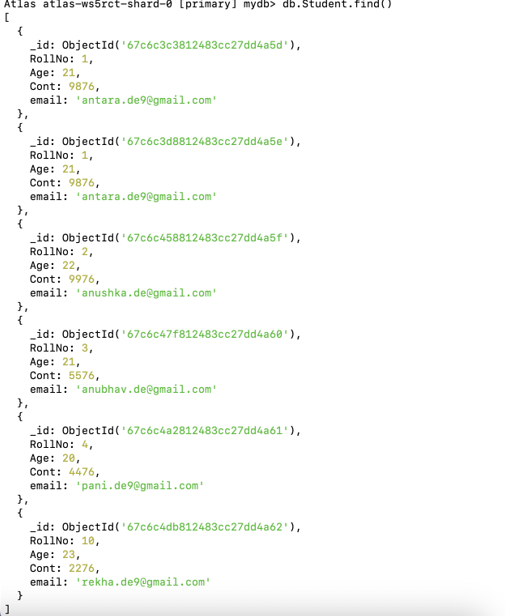 Atlas atlas-ws5rct-shard-0 [primary] mydb> db.Student.find()
[
  {
    _id: ObjectId('67c6c3c3812483cc27dd4a5d'),
    RollNo: 1,
    Age: 21,
    Cont: 9876,
    email: 'antara.de9@gmail.com'
  },
  {
    _id: ObjectId('67c6c3d8812483cc27dd4a5e'),
    RollNo: 1,
    Age: 21,
    Cont: 9876,
    email: 'antara.de9@gmail.com'
  },
  {
    _id: ObjectId('67c6c458812483cc27dd4a5f'),
    RollNo: 2,
    Age: 22,
    Cont: 9976,
    email: 'anushka.de@gmail.com'
  },
  {
    _id: ObjectId('67c6c47f812483cc27dd4a60'),
    RollNo: 3,
    Age: 21,
    Cont: 5576,
    email: 'anubhav.de@gmail.com'
  },
  {
    _id: ObjectId('67c6c4a2812483cc27dd4a61'),
    RollNo: 4,
    Age: 20,
    Cont: 4476,
    email: 'pani.de9@gmail.com'
  },
  {
    _id: ObjectId('67c6c4db812483cc27dd4a62'),
    RollNo: 10,
    Age: 23,
    Cont: 2276,
    email: 'rekha.de9@gmail.com'
  }
]